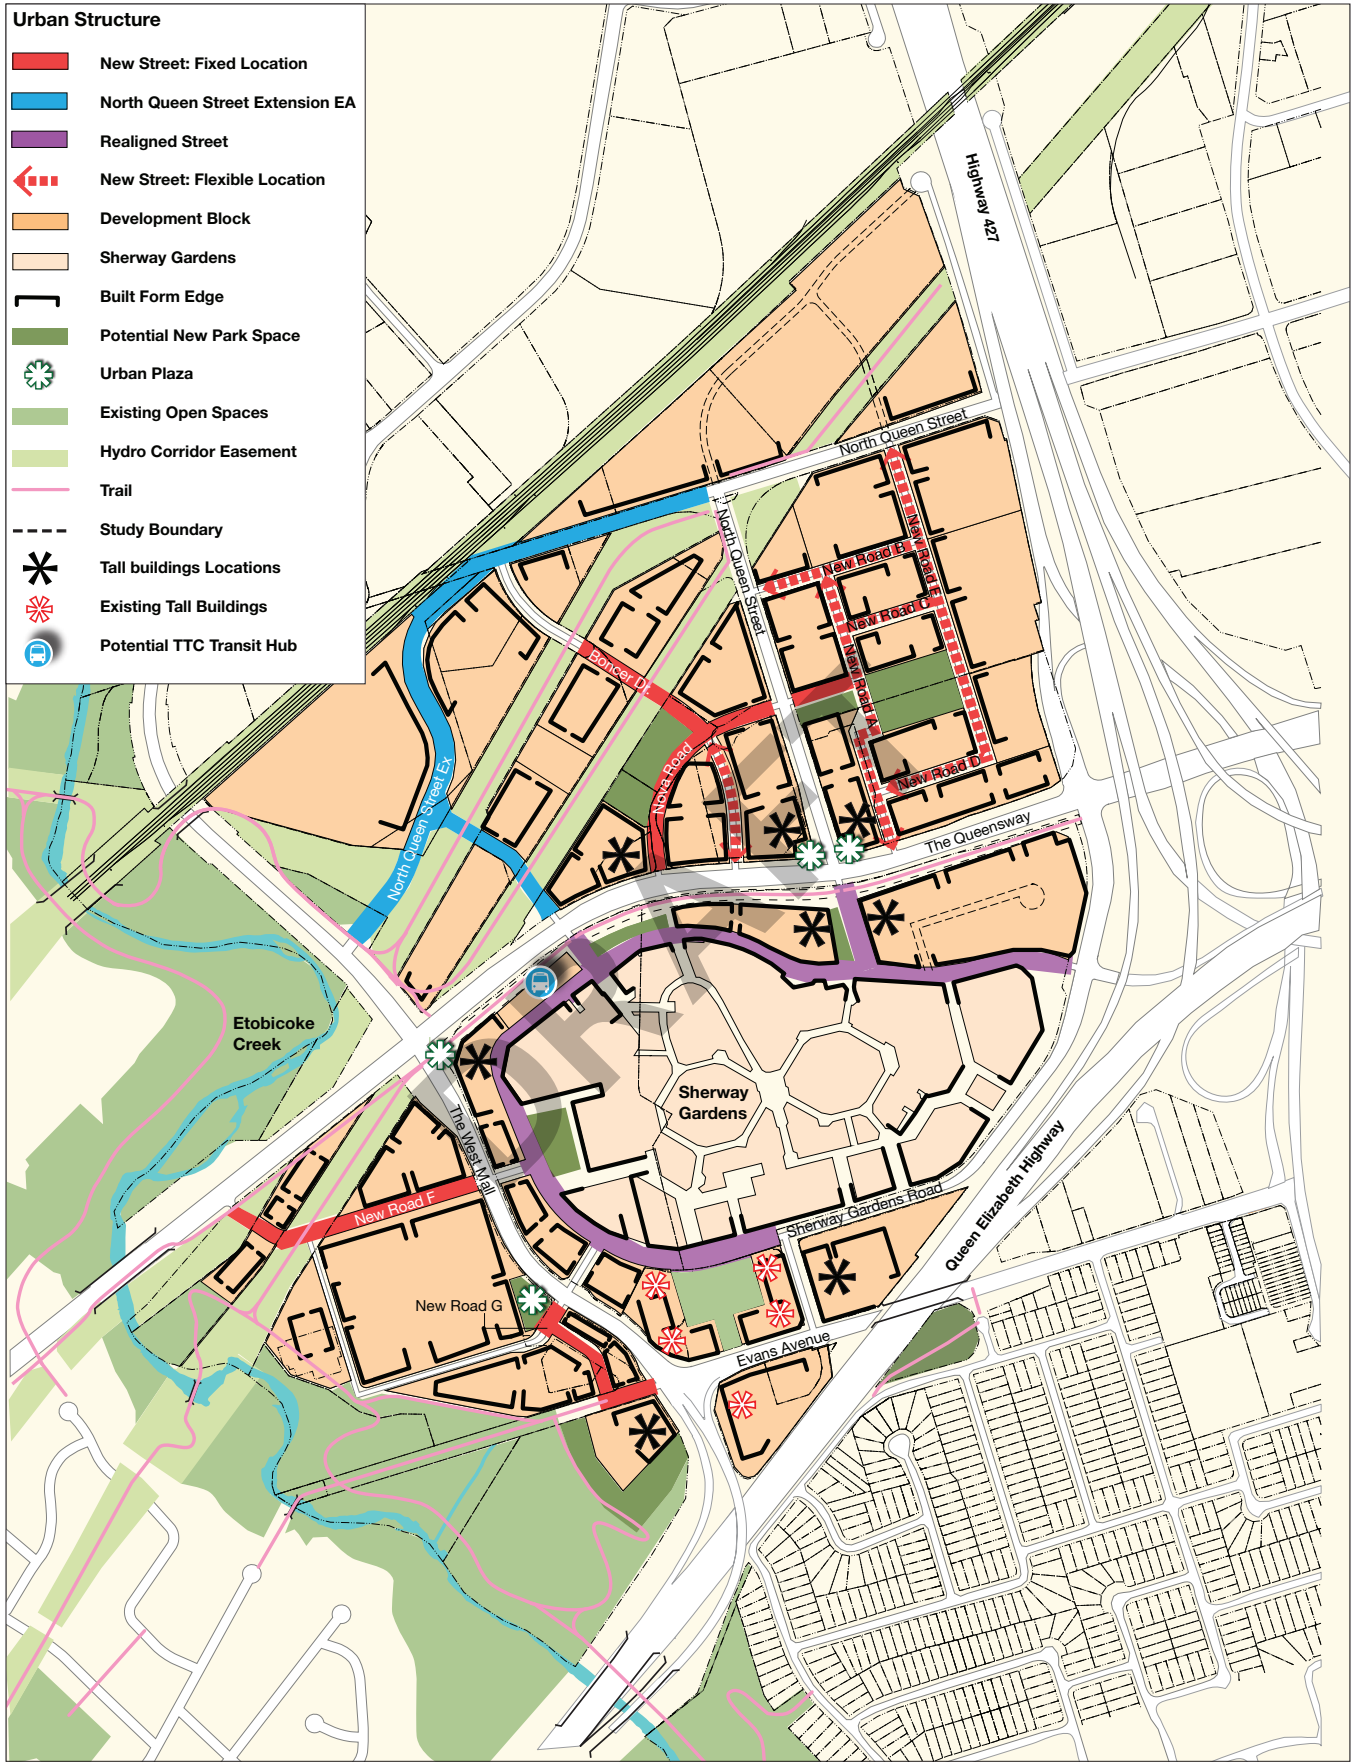 Urban Structure
New Street: Fixed Location
North Queen Street Extension EA
Realigned Street
New Street: Flexible Location
Development Block
Sherway Gardens
Built Form Edge
Potential New Park Space
Urban Plaza
Existing Open Spaces
Hydro Corridor Easement
Trail
Study Boundary
Tall buildings Locations
Existing Tall Buildings
Potential TTC Transit Hub
Highway 427
North Queen Street
North Queen Street
New Road B
New Road E
New Road C
New Road A
Boncer Dr.
Nova Road
New Road D
North Queen Street Ex
The Queensway
DRAFT
Etobicoke
Creek
Sherway
Gardens
The West Mall
New Road F
Sherway Gardens Road
Queen Elizabeth Highway
New Road G
Evans Avenue